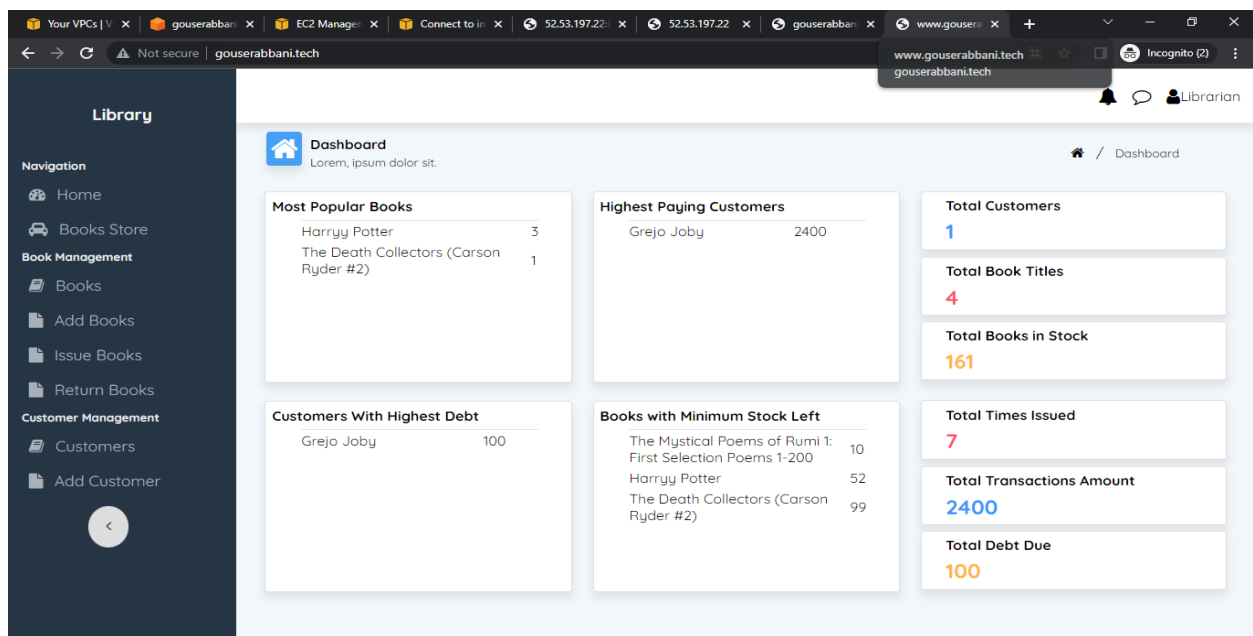 Your VPCs | V
gouserabban
EC2 Manager
Connect to in
52.53.197.22:
52.53.197.22
gouserabban
www.gousera
Not secure | gouserabbani.tech
Incognito (2)
www.gouserabbani.tech
gouserabbani.tech
Library
Librarian
Dashboard
Lorem, ipsum dolor sit.
/ Dashboard
Navigation
Home
Books Store
Book Management
Books
Add Books
Issue Books
Return Books
Customer Management
Customers
Add Customer
Most Popular Books
Harryy Potter 3
The Death Collectors (Carson
Ryder #2) 1
Highest Paying Customers
Grejo Joby 2400
Total Customers
1
Total Book Titles
4
Total Books in Stock
161
Customers With Highest Debt
Grejo Joby 100
Books with Minimum Stock Left
The Mystical Poems of Rumi 1:
First Selection Poems 1-200 10
Harryy Potter 52
The Death Collectors (Carson
Ryder #2) 99
Total Times Issued
7
Total Transactions Amount
2400
Total Debt Due
100